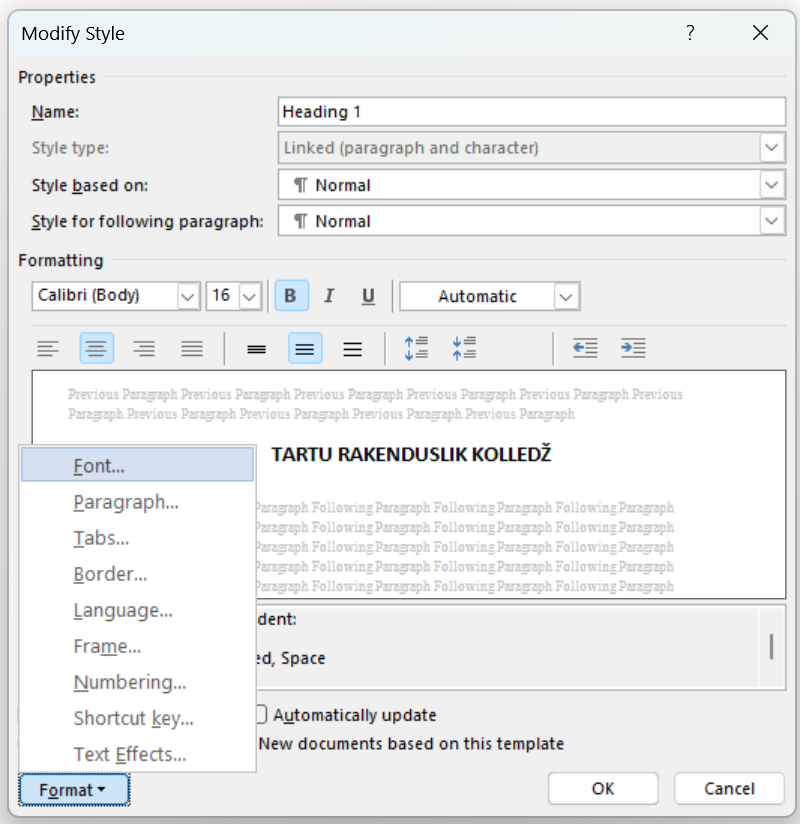 Modify Style ?
Properties
Name: Heading 1
Style type: Linked (paragraph and character)
Style based on: ¶ Normal
Style for following paragraph: ¶ Normal
Formatting
Calibri (Body) 16 B I U Automatic
Previous Paragraph Previous Paragraph Previous Paragraph Previous Paragraph Previous Paragraph Previous
Paragraph Previous Paragraph Previous Paragraph Previous Paragraph Previous Paragraph
TARTU RAKENDUSLIK KOLLEDŽ
Paragraph Following Paragraph Following Paragraph Following Paragraph
Paragraph Following Paragraph Following Paragraph Following Paragraph
Paragraph Following Paragraph Following Paragraph Following Paragraph
Paragraph Following Paragraph Following Paragraph Following Paragraph
Paragraph Following Paragraph Following Paragraph Following Paragraph
dent:
ed, Space
Automatically update
New documents based on this template
Font...
Paragraph...
Tabs...
Border...
Language...
Frame...
Numbering...
Shortcut key...
Text Effects...
Format OK Cancel